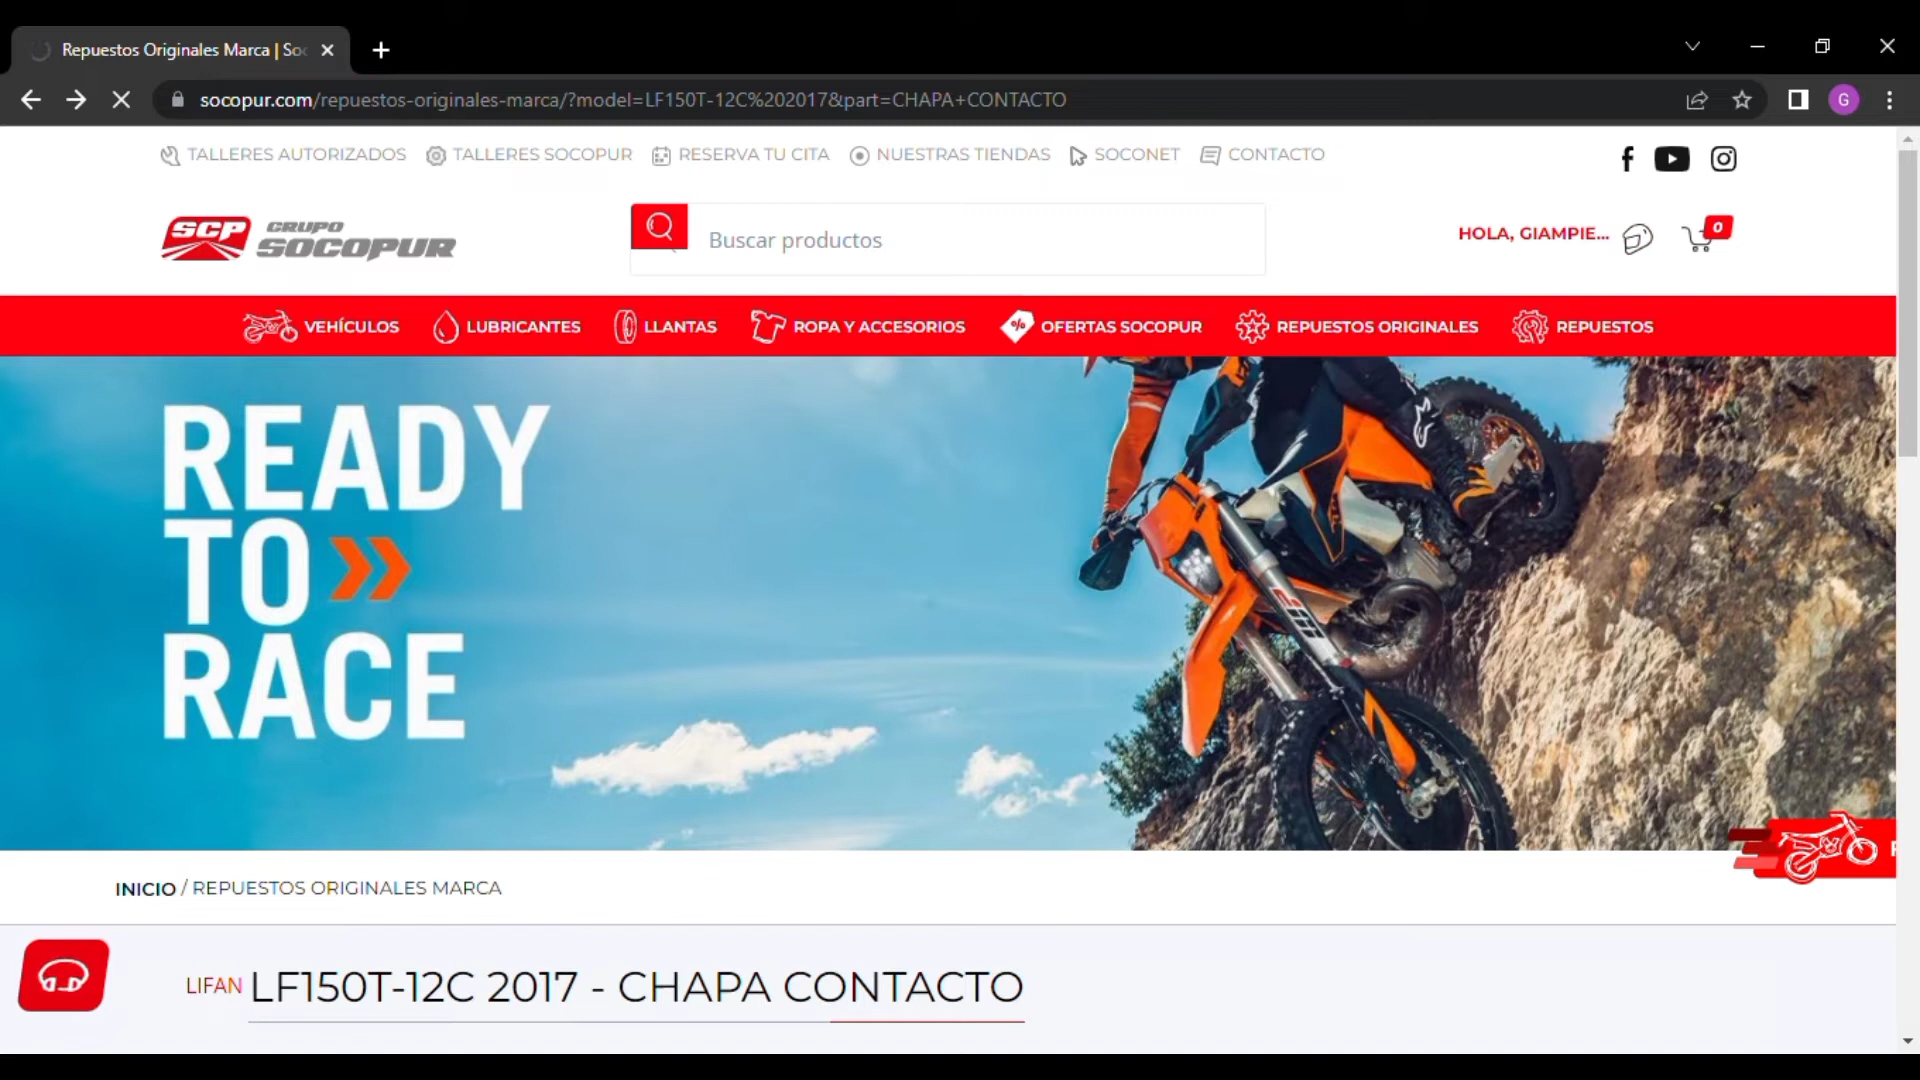 Repuestos Originales Marca | So
socopur.com/repuestos-originales-marca/?model=LF150T-12C%202017&part=CHAPA+CONTACTO
G
TALLERES AUTORIZADOS TALLERES SOCOPUR RESERVA TU CITA NUESTRAS TIENDAS SOCONET CONTACTO
SCP GRUPO SOCOPUR
Buscar productos
HOLA, GIAMPIE...
0
VEHÍCULOS LUBRICANTES LLANTAS ROPA Y ACCESORIOS % OFERTAS SOCOPUR REPUESTOS ORIGINALES REPUESTOS
READY
TO
RACE
INICIO / REPUESTOS ORIGINALES MARCA
LIFAN LF150T-12C 2017 - CHAPA CONTACTO